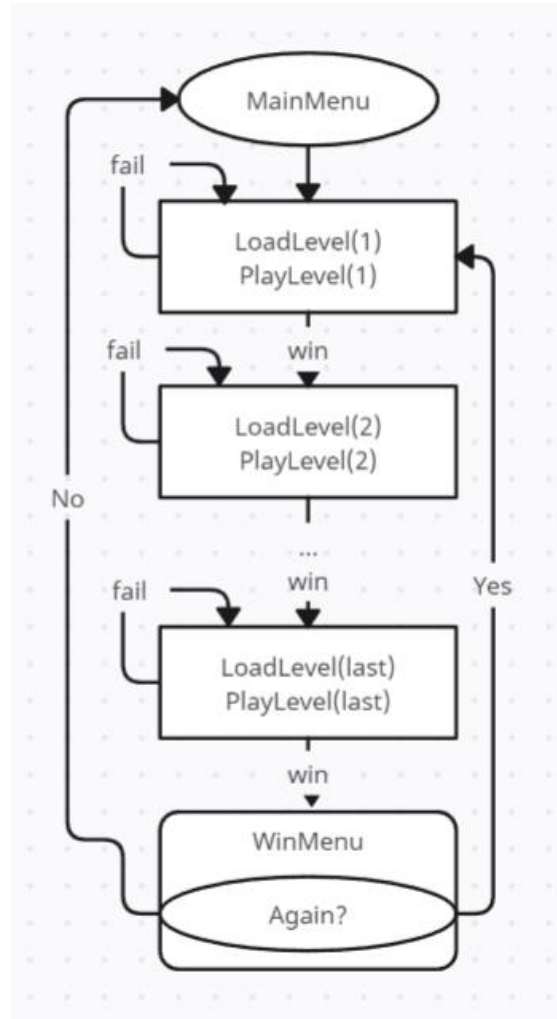 MainMenu
fail
LoadLevel(1)
PlayLevel(1)
fail
win
LoadLevel(2)
PlayLevel(2)
No
...
win
fail
Yes
LoadLevel(last)
PlayLevel(last)
win
WinMenu
Again?